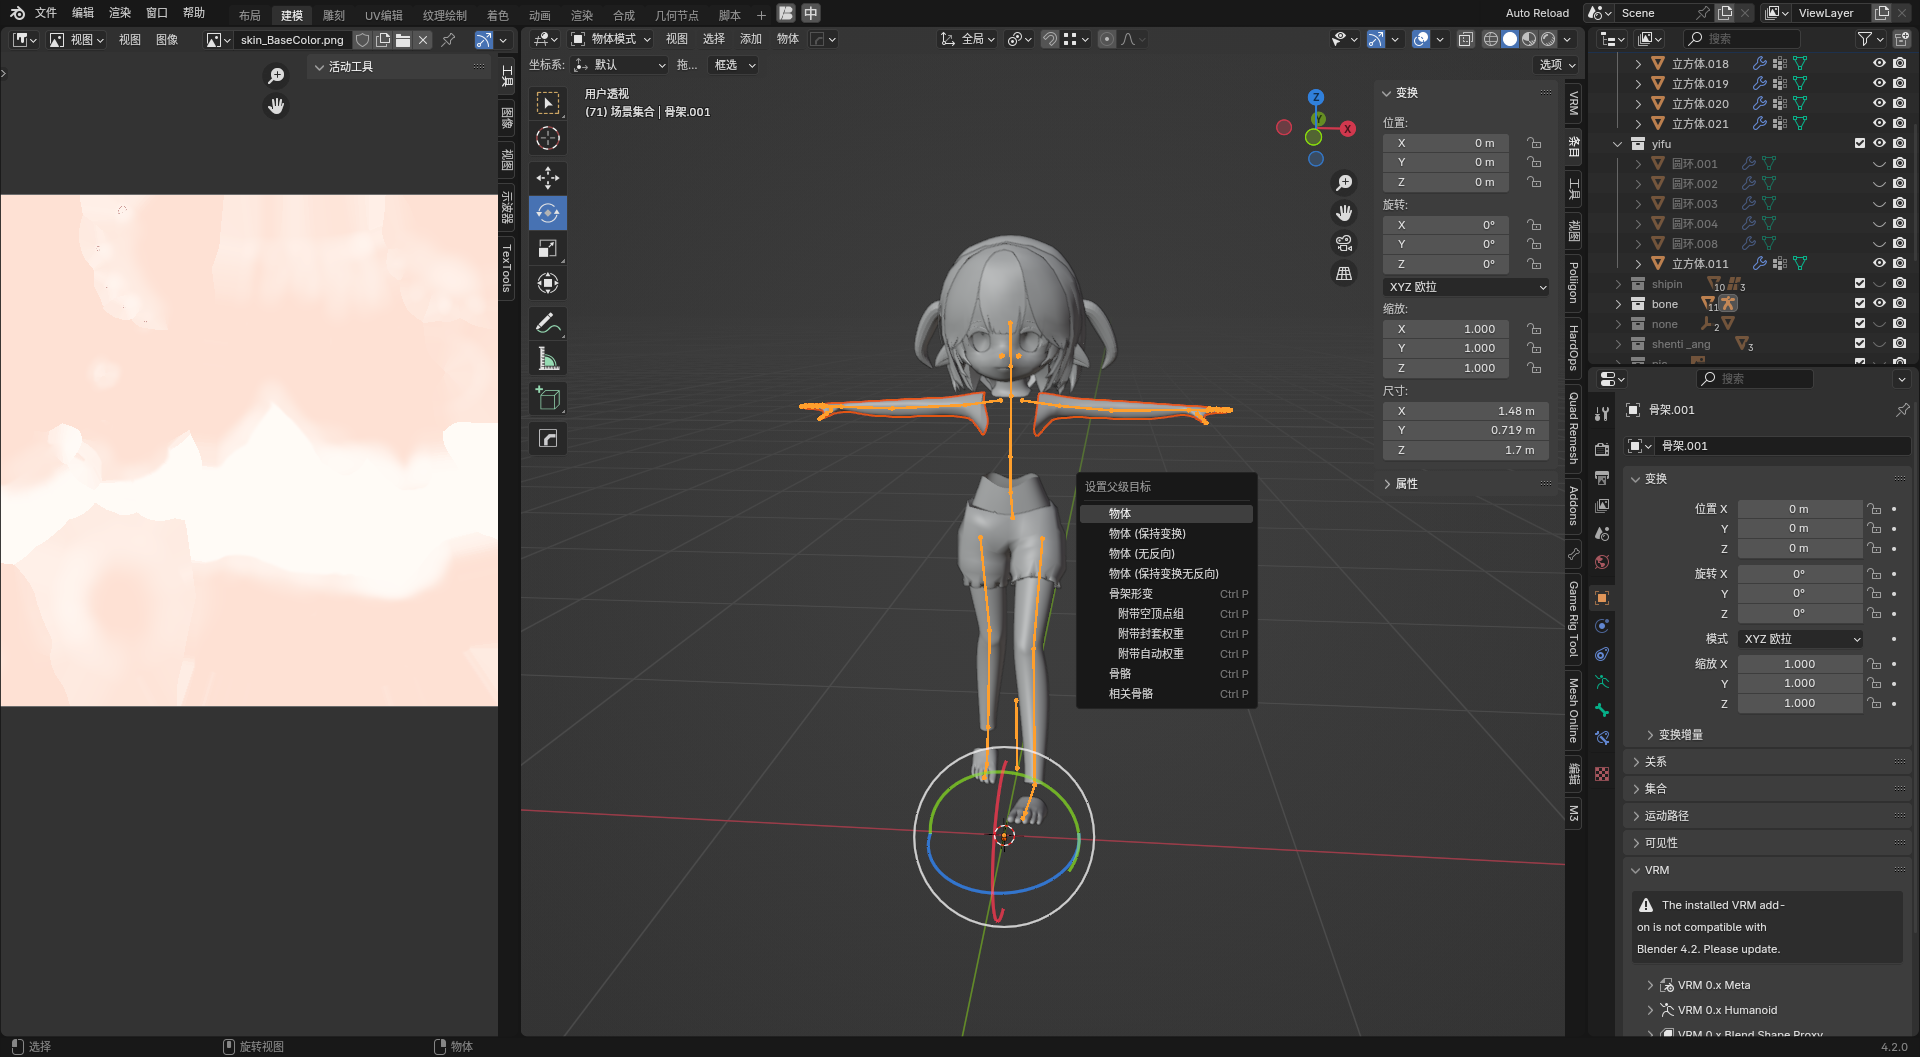 文件 编辑 渲染 窗口 帮助 布局 建模 雕刻 UV编辑 纹理绘制 着色 动画 渲染 合成 几何节点 脚本 + 中 Auto Reload Scene ViewLayer
视图 视图 图像 skin_BaseColor.png
物体模式 视图 选择 添加 物体 全局
搜索
活动工具
坐标系: 默认 拖... 框选 选项
工具
图像
视图
示波器
TexTools
用户透视
(71) 场景集合 | 骨架.001
Z
Y
X
变换
位置:
X 0 m
Y 0 m
Z 0 m
旋转:
X 0°
Y 0°
Z 0°
XYZ 欧拉
缩放:
X 1.000
Y 1.000
Z 1.000
尺寸:
X 1.48 m
Y 0.719 m
Z 1.7 m
属性
设置父级目标
物体
物体 (保持变换)
物体 (无反向)
物体 (保持变换无反向)
骨架形变 Ctrl P
附带空顶点组 Ctrl P
附带封套权重 Ctrl P
附带自动权重 Ctrl P
骨骼 Ctrl P
相关骨骼 Ctrl P
VRM
条目
工具
视图
Poliigon
HardOps
Quad Remesh
Addons
Game Rig Tool
Mesh Online
编辑
M3
立方体.018
立方体.019
立方体.020
立方体.021
yifu
圆环.001
圆环.002
圆环.003
圆环.004
圆环.008
立方体.011
shipin 10 3
bone 11
none 2
shenti _ang 3
搜索
骨架.001
骨架.001
变换
位置 X 0 m
Y 0 m
Z 0 m
旋转 X 0°
Y 0°
Z 0°
模式 XYZ 欧拉
缩放 X 1.000
Y 1.000
Z 1.000
变换增量
关系
集合
运动路径
可见性
VRM
The installed VRM add-
on is not compatible with
Blender 4.2. Please update.
VRM 0.x Meta
VRM 0.x Humanoid
VRM 0.x Blend Shape Proxy
选择 旋转视图 物体 4.2.0